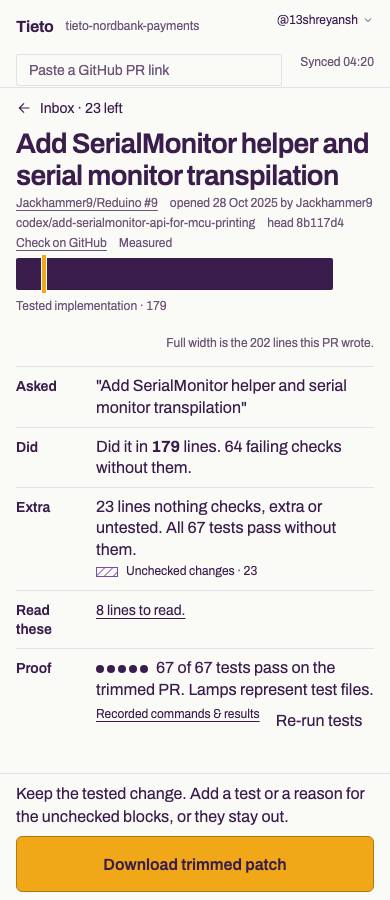 Tieto tieto-nordbank-payments @13shreyansh
Paste a GitHub PR link
Synced 04:20
← Inbox · 23 left
Add SerialMonitor helper and
serial monitor transpilation
Jackhammer9/Reduino #9 opened 28 Oct 2025 by Jackhammer9
codex/add-serialmonitor-api-for-mcu-printing head 8b117d4
Check on GitHub Measured
Tested implementation · 179
Full width is the 202 lines this PR wrote.
Asked
"Add SerialMonitor helper and serial
monitor transpilation"
Did
Did it in 179 lines. 64 failing checks
without them.
Extra
23 lines nothing checks, extra or
untested. All 67 tests pass without
them.
Unchecked changes · 23
Read
these
8 lines to read.
Proof
67 of 67 tests pass on the
trimmed PR. Lamps represent test files.
Recorded commands & results
Re-run tests
Keep the tested change. Add a test or a reason for
the unchecked blocks, or they stay out.
Download trimmed patch